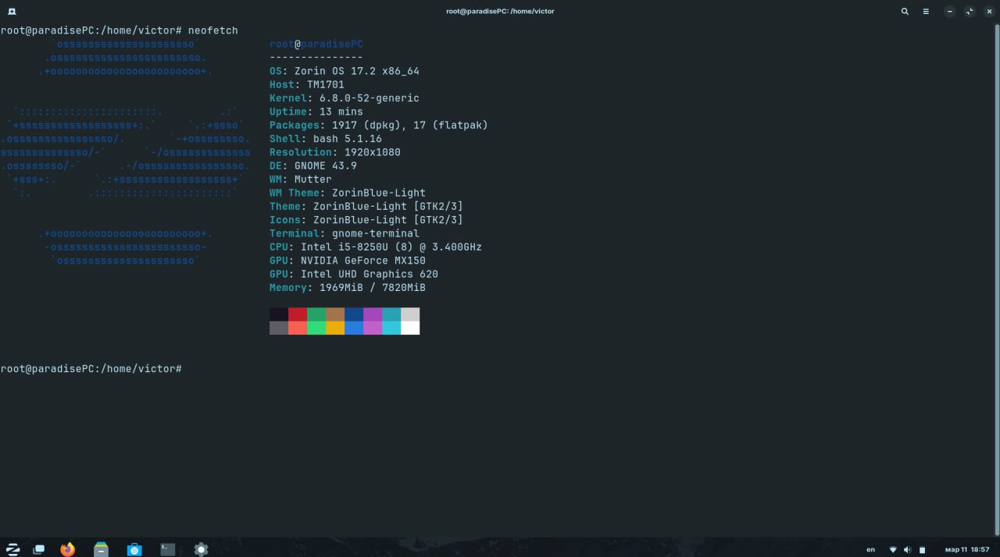 root@paradisePC: /home/victor
root@paradisePC:/home/victor# neofetch
`osssssssssssssssssssso`
.osssssssssssssssssssssso.
.+oooooooooooooooooooooooo+.
`::::::::::::::::::::::. .:`
`+ssssssssssssssssss+:.` `.:+ssso`
.ossssssssssssssso/. `-+ossssssso.
ssssssssssssso/-` `-/osssssssssssss
.ossssssso/-` .-/ossssssssssssssso.
`+sss+:. `.:+ssssssssssssssssss+`
`:. .::::::::::::::::::::::`
.+oooooooooooooooooooooooo+.
-osssssssssssssssssssssso-
`osssssssssssssssssssso`
root@paradisePC
---------------
OS: Zorin OS 17.2 x86_64
Host: TM1701
Kernel: 6.8.0-52-generic
Uptime: 13 mins
Packages: 1917 (dpkg), 17 (flatpak)
Shell: bash 5.1.16
Resolution: 1920x1080
DE: GNOME 43.9
WM: Mutter
WM Theme: ZorinBlue-Light
Theme: ZorinBlue-Light [GTK2/3]
Icons: ZorinBlue-Light [GTK2/3]
Terminal: gnome-terminal
CPU: Intel i5-8250U (8) @ 3.400GHz
GPU: NVIDIA GeForce MX150
GPU: Intel UHD Graphics 620
Memory: 1969MiB / 7820MiB
root@paradisePC:/home/victor#
en
мар 11 18:57